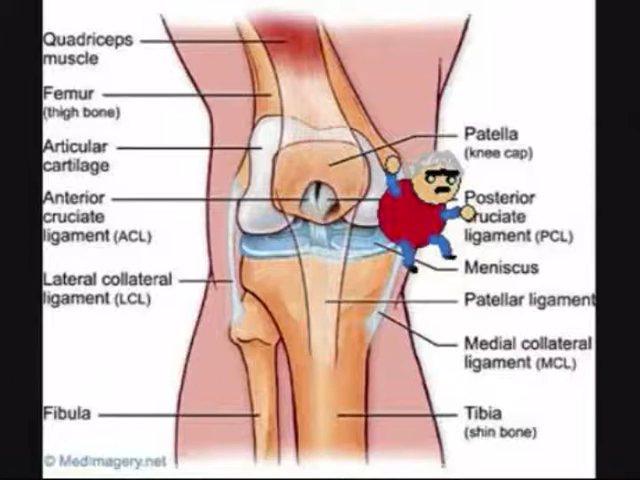 Quadriceps
muscle
Femur
(thigh bone)
Articular
cartilage
Anterior
cruciate
ligament (ACL)
Lateral collateral
ligament (LCL)
Fibula
Patella
(knee cap)
Posterior
ruciate
ligament (PCL)
Meniscus
Patellar ligament
Medial collateral
ligament (MCL)
Tibia
(shin bone)
© MedImagery.net